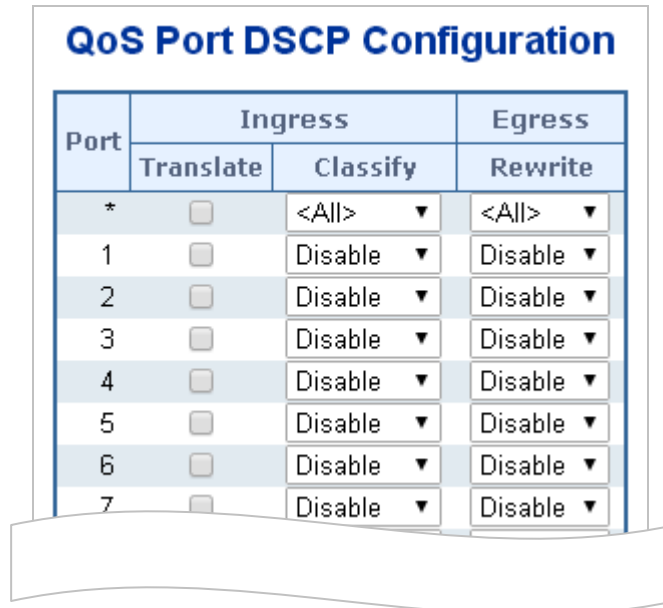 QoS Port DSCP Configuration
Port Ingress Egress
Translate Classify Rewrite
* <All> <All>
1 Disable Disable
2 Disable Disable
3 Disable Disable
4 Disable Disable
5 Disable Disable
6 Disable Disable
7 Disable Disable